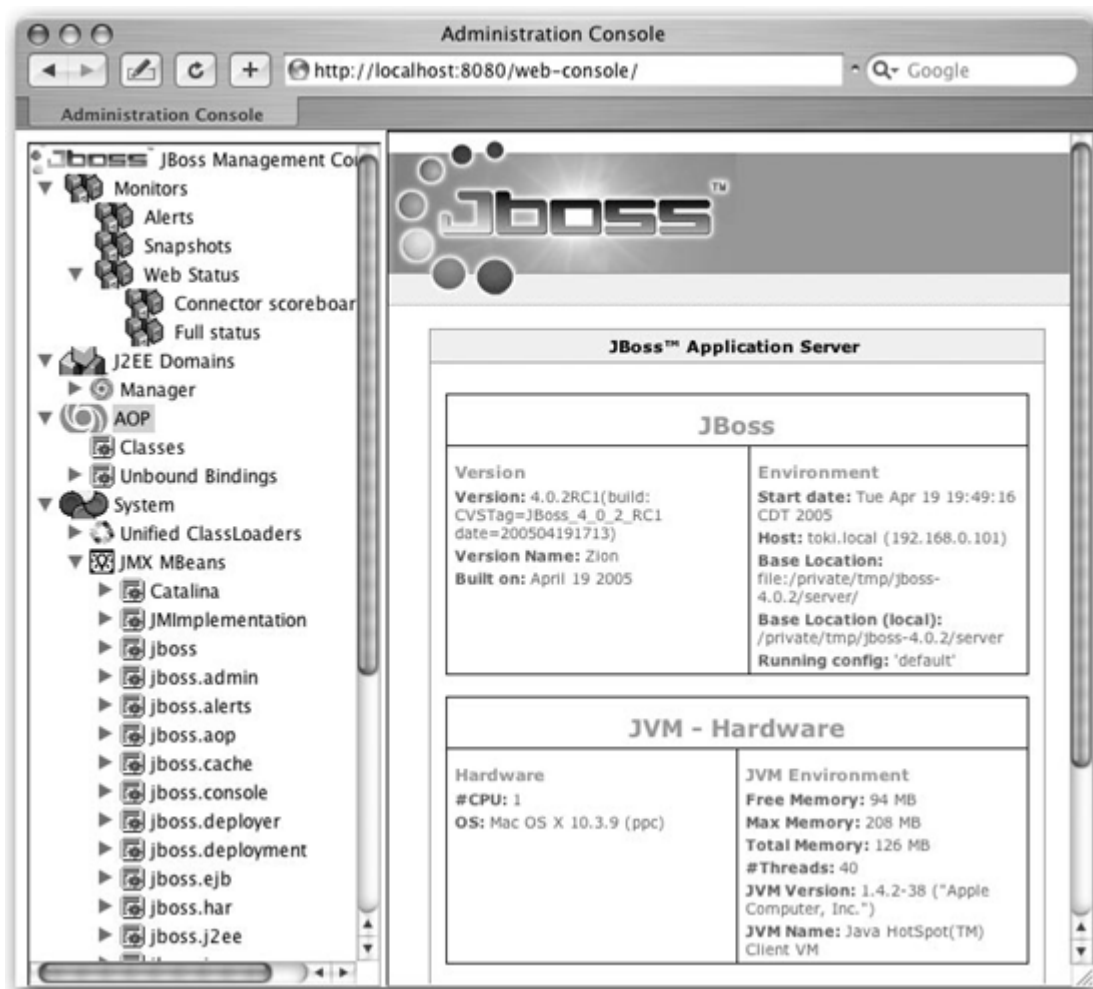 Administration Console
http://localhost:8080/web-console/
Google
Administration Console
Jboss JBoss Management Co
Monitors
Alerts
Snapshots
Web Status
Connector scoreboar
Full status
J2EE Domains
Manager
AOP
Classes
Unbound Bindings
System
Unified ClassLoaders
JMX MBeans
Catalina
JMImplementation
jboss
jboss.admin
jboss.alerts
jboss.aop
jboss.cache
jboss.console
jboss.deployer
jboss.deployment
jboss.ejb
jboss.har
jboss.j2ee
Jboss™
JBoss™ Application Server
JBoss
Version
Version: 4.0.2RC1(build:
CVSTag=JBoss_4_0_2_RC1
date=200504191713)
Version Name: Zion
Built on: April 19 2005
Environment
Start date: Tue Apr 19 19:49:16
CDT 2005
Host: toki.local (192.168.0.101)
Base Location:
file:/private/tmp/jboss-
4.0.2/server/
Base Location (local):
/private/tmp/jboss-4.0.2/server
Running config: 'default'
JVM - Hardware
Hardware
#CPU: 1
OS: Mac OS X 10.3.9 (ppc)
JVM Environment
Free Memory: 94 MB
Max Memory: 208 MB
Total Memory: 126 MB
#Threads: 40
JVM Version: 1.4.2-38 ("Apple
Computer, Inc.")
JVM Name: Java HotSpot(TM)
Client VM